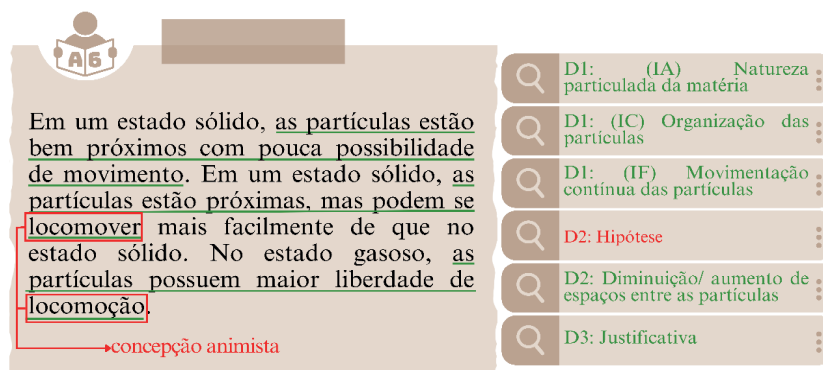 АБ
Em um estado sólido, as partículas estão
bem próximos com pouca possibilidade
de movimento. Em um estado sólido, as
partículas estão próximas, mas podem se
locomover mais facilmente de que no
estado sólido. No estado gasoso, as
partículas possuem maior liberdade de
locomoção.
concepção animista
D1: (IA) Natureza
particulada da matéria
D1: (IC) Organização das
partículas
D1: (IF) Movimentação
contínua das partículas
D2: Hipótese
D2: Diminuição/ aumento de
espaços entre as partículas
D3: Justificativa